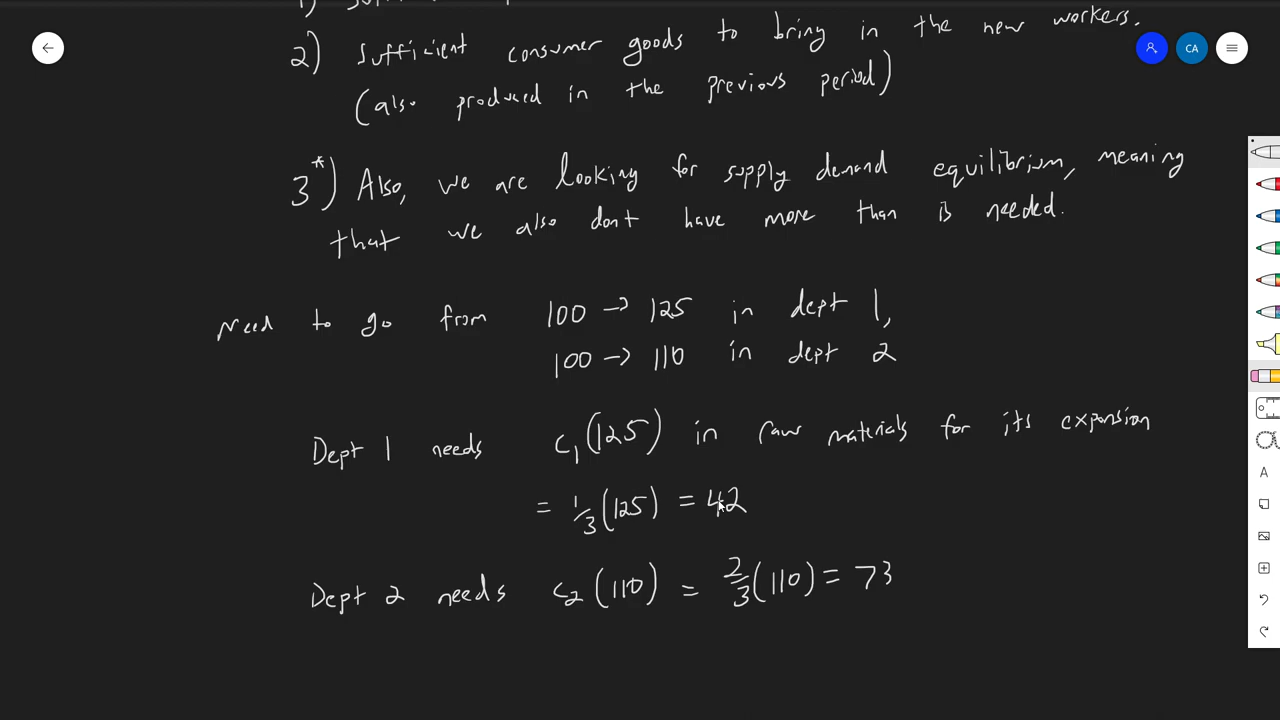 1)
2) Sufficient consumer goods to bring in the new workers.
(also produced in the previous period)
3*) Also, we are looking for supply demand equilibrium, meaning
that we also don't have more than is needed.
Need to go from 100 → 125 in dept 1,
100 → 110 in dept 2
Dept 1 needs c₁(125) in raw materials for its expansion
= 1/3(125) = 42
Dept 2 needs c₂(110) = 2/3(110) = 73
CA
A